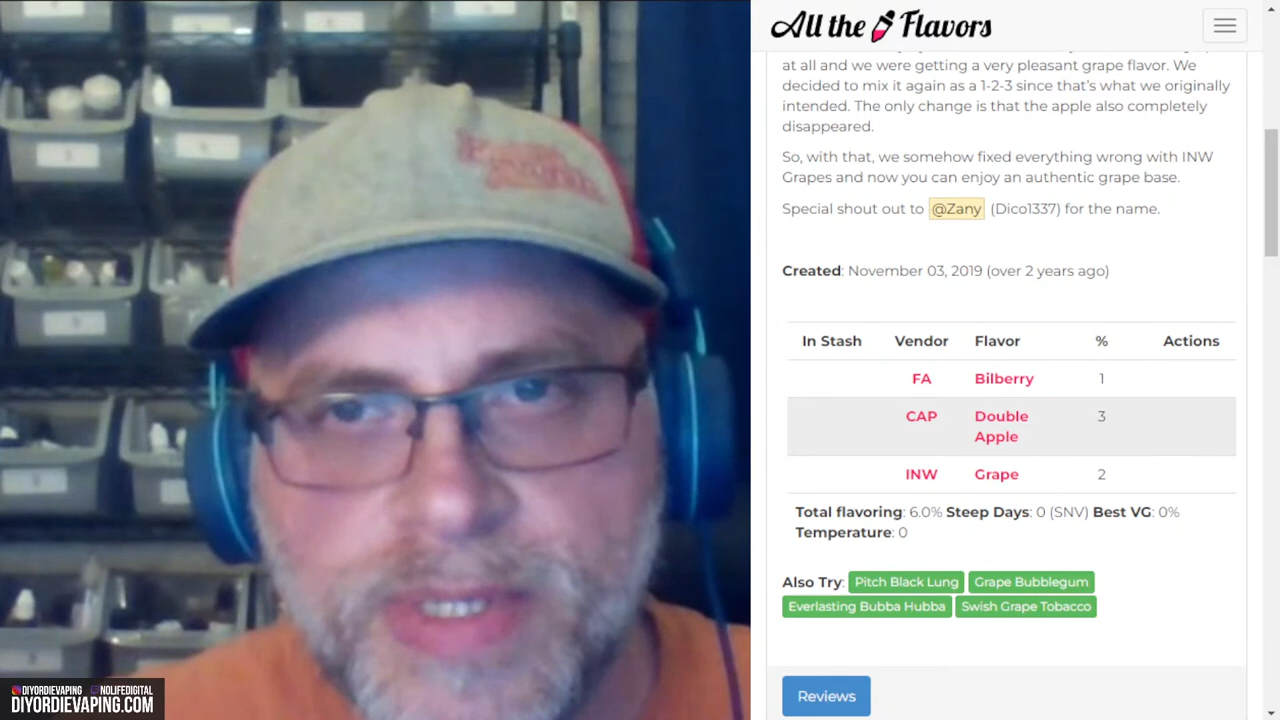 All the Flavors
at all and we were getting a very pleasant grape flavor. We
decided to mix it again as a 1-2-3 since that's what we originally
intended. The only change is that the apple also completely
disappeared.
So, with that, we somehow fixed everything wrong with INW
Grapes and now you can enjoy an authentic grape base.
Special shout out to @Zany (Dico1337) for the name.
Created: November 03, 2019 (over 2 years ago)
In Stash Vendor Flavor % Actions
FA Bilberry 1
CAP Double Apple 3
INW Grape 2
Total flavoring: 6.0% Steep Days: 0 (SNV) Best VG: 0%
Temperature: 0
Also Try: Pitch Black Lung Grape Bubblegum
Everlasting Bubba Hubba Swish Grape Tobacco
Reviews
DIYORDIEVAPING NOLIFEDIGITAL
DIYORDIEVAPING.COM